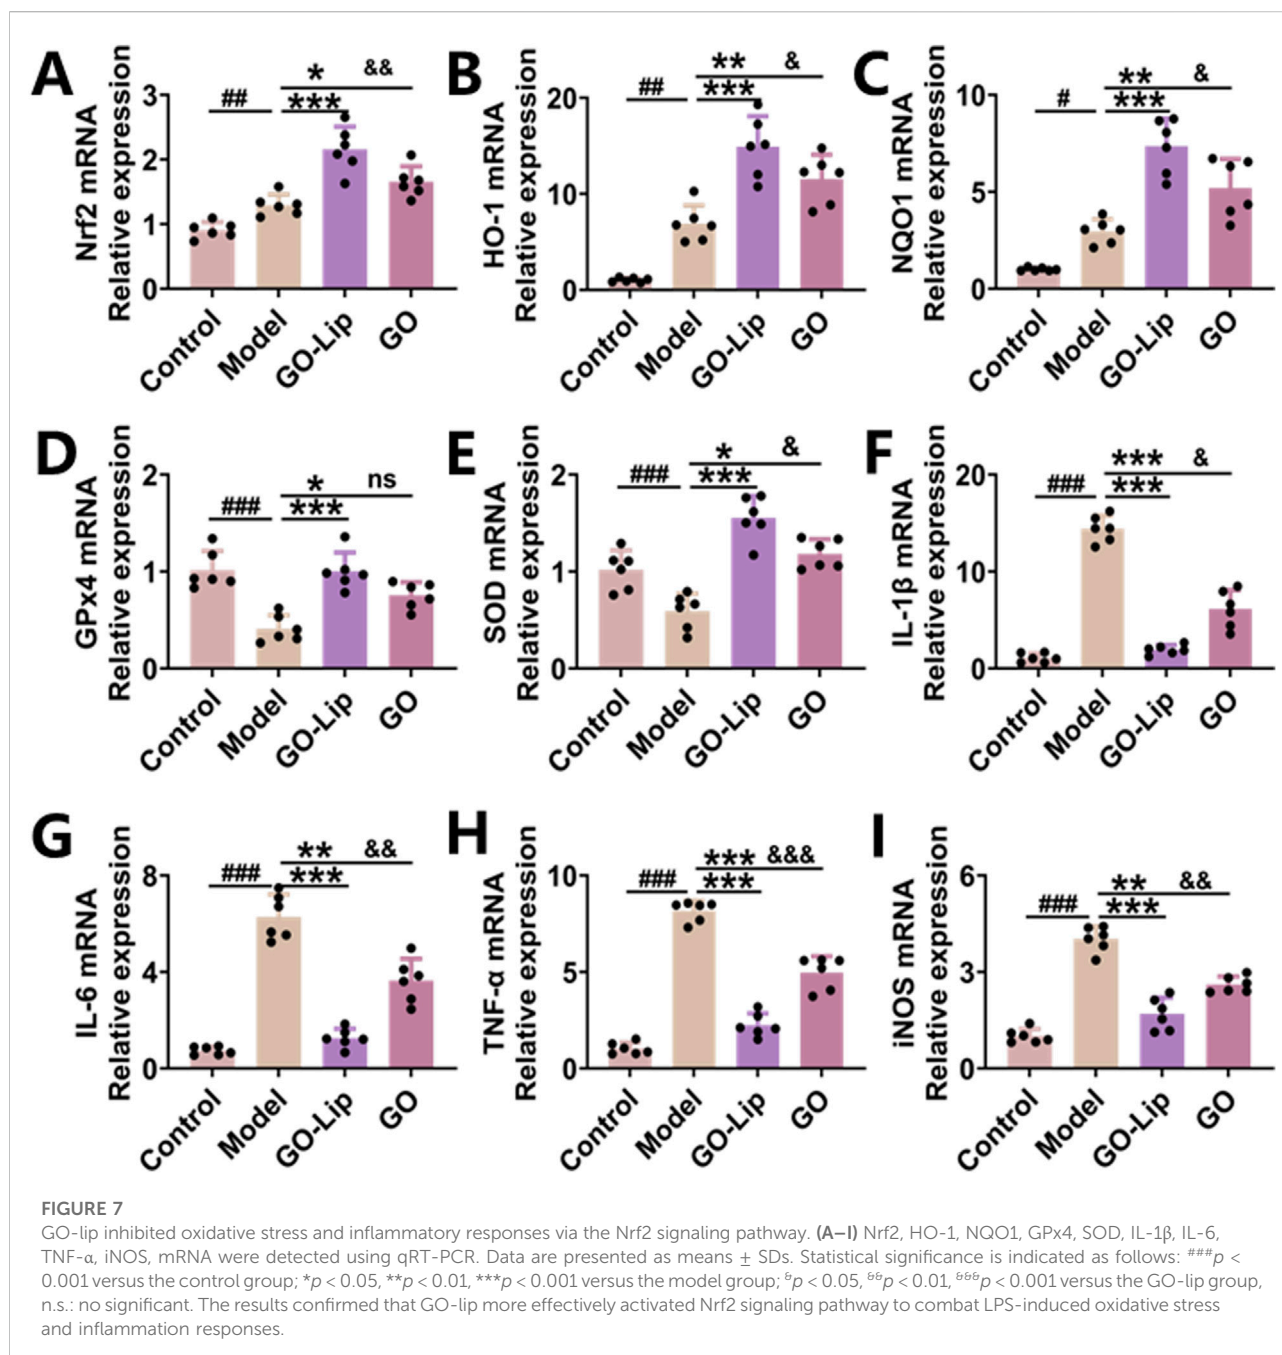 A
Nrf2 mRNA
Relative expression
3
2
1
0
##
***
*
&&
Control
Model
GO-Lip
GO
B
HO-1 mRNA
Relative expression
20
10
0
##
***
**
&
Control
Model
GO-Lip
GO
C
NQO1 mRNA
Relative expression
10
5
0
#
***
**
&
Control
Model
GO-Lip
GO
D
GPx4 mRNA
Relative expression
2
1
0
###
***
*
ns
Control
Model
GO-Lip
GO
E
SOD mRNA
Relative expression
2
1
0
###
***
*
&
Control
Model
GO-Lip
GO
F
IL-1β mRNA
Relative expression
20
10
0
###
***
***
&
Control
Model
GO-Lip
GO
G
IL-6 mRNA
Relative expression
8
4
0
###
***
**
&&
Control
Model
GO-Lip
GO
H
TNF-α mRNA
Relative expression
10
5
0
###
***
***
&&&
Control
Model
GO-Lip
GO
I
iNOS mRNA
Relative expression
6
3
0
###
***
**
&&
Control
Model
GO-Lip
GO
FIGURE 7
GO-lip inhibited oxidative stress and inflammatory responses via the Nrf2 signaling pathway. (A–I) Nrf2, HO-1, NQO1, GPx4, SOD, IL-1β, IL-6,
TNF-α, iNOS, mRNA were detected using qRT-PCR. Data are presented as means ± SDs. Statistical significance is indicated as follows: ###p <
0.001 versus the control group; *p < 0.05, **p < 0.01, ***p < 0.001 versus the model group; &p < 0.05, &&p < 0.01, &&&p < 0.001 versus the GO-lip group,
n.s.: no significant. The results confirmed that GO-lip more effectively activated Nrf2 signaling pathway to combat LPS-induced oxidative stress
and inflammation responses.